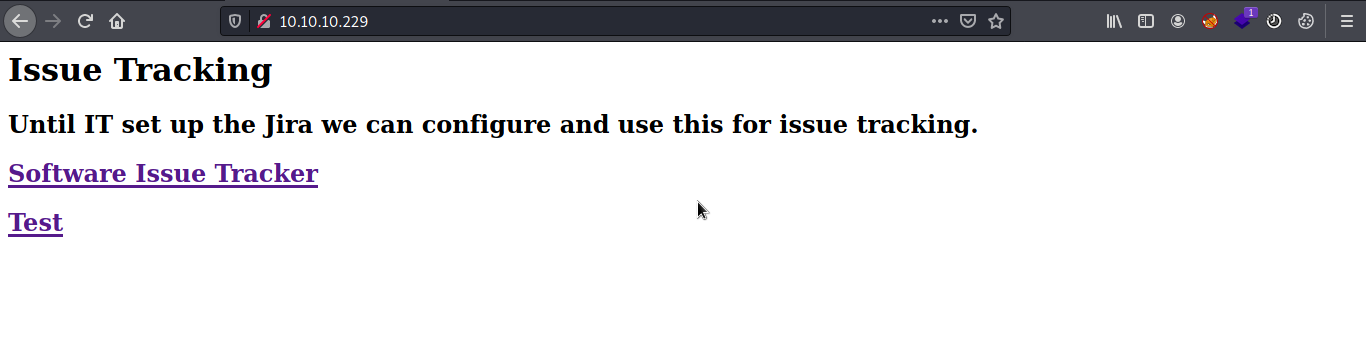 10.10.10.229
1
Issue Tracking
Until IT set up the Jira we can configure and use this for issue tracking.
Software Issue Tracker
Test